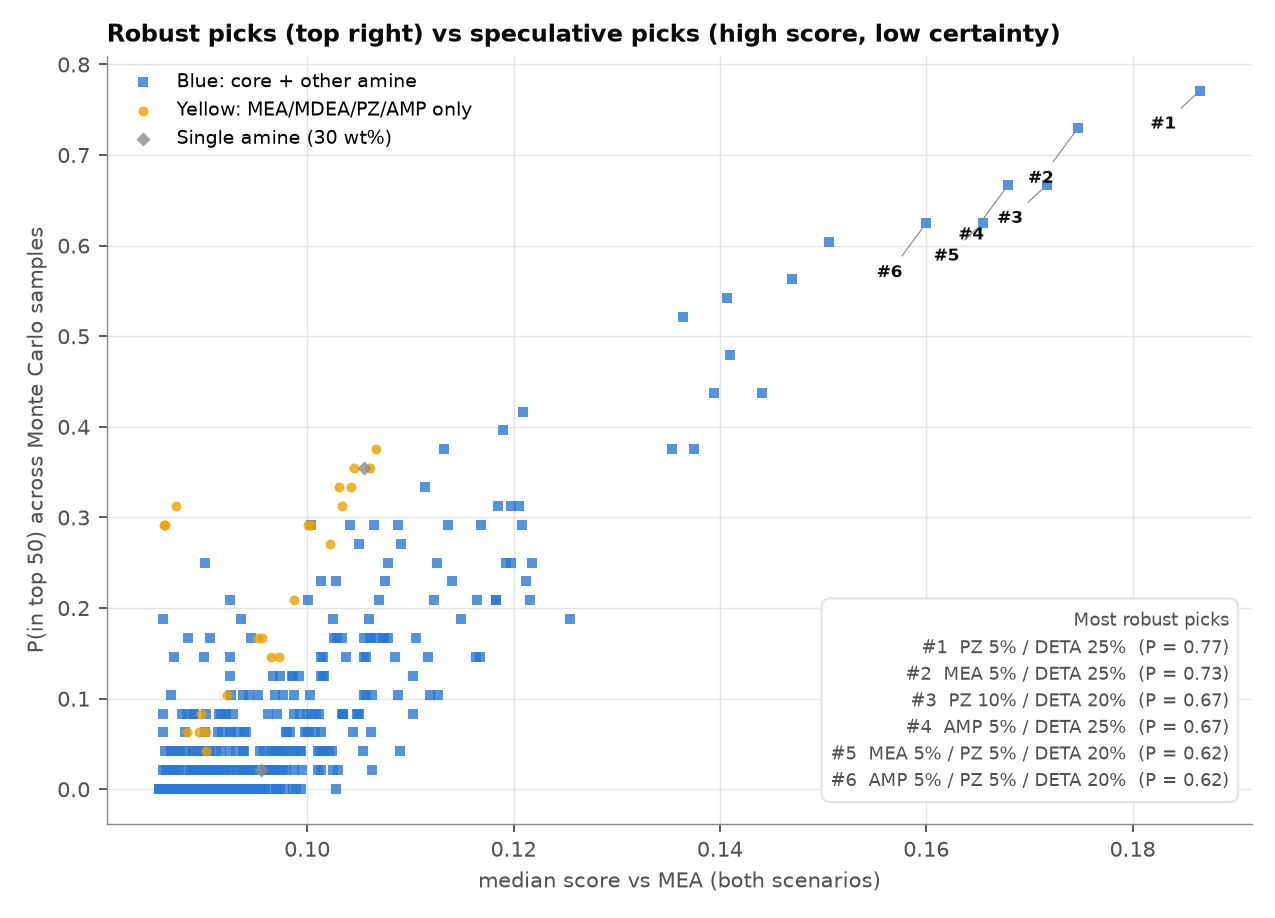 Robust picks (top right) vs speculative picks (high score, low certainty)
Blue: core + other amine
Yellow: MEA/MDEA/PZ/AMP only
Single amine (30 wt%)
P(in top 50) across Monte Carlo samples
0.8
0.7
0.6
0.5
0.4
0.3
0.2
0.1
0.0
#1
#2
#3
#4
#5
#6
Most robust picks
#1 PZ 5% / DETA 25% (P = 0.77)
#2 MEA 5% / DETA 25% (P = 0.73)
#3 PZ 10% / DETA 20% (P = 0.67)
#4 AMP 5% / DETA 25% (P = 0.67)
#5 MEA 5% / PZ 5% / DETA 20% (P = 0.62)
#6 AMP 5% / PZ 5% / DETA 20% (P = 0.62)
0.10 0.12 0.14 0.16 0.18
median score vs MEA (both scenarios)